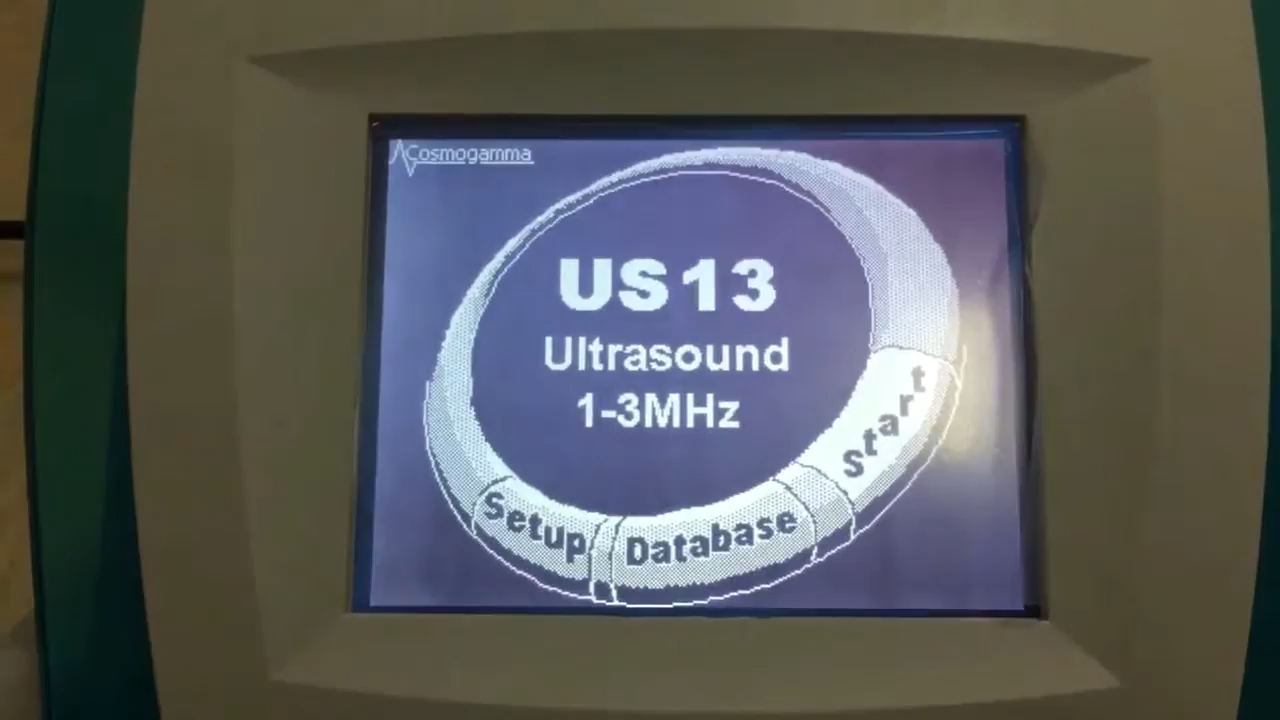 Cosmogamma
US13
Ultrasound
1-3MHz
Start
Setup
Database